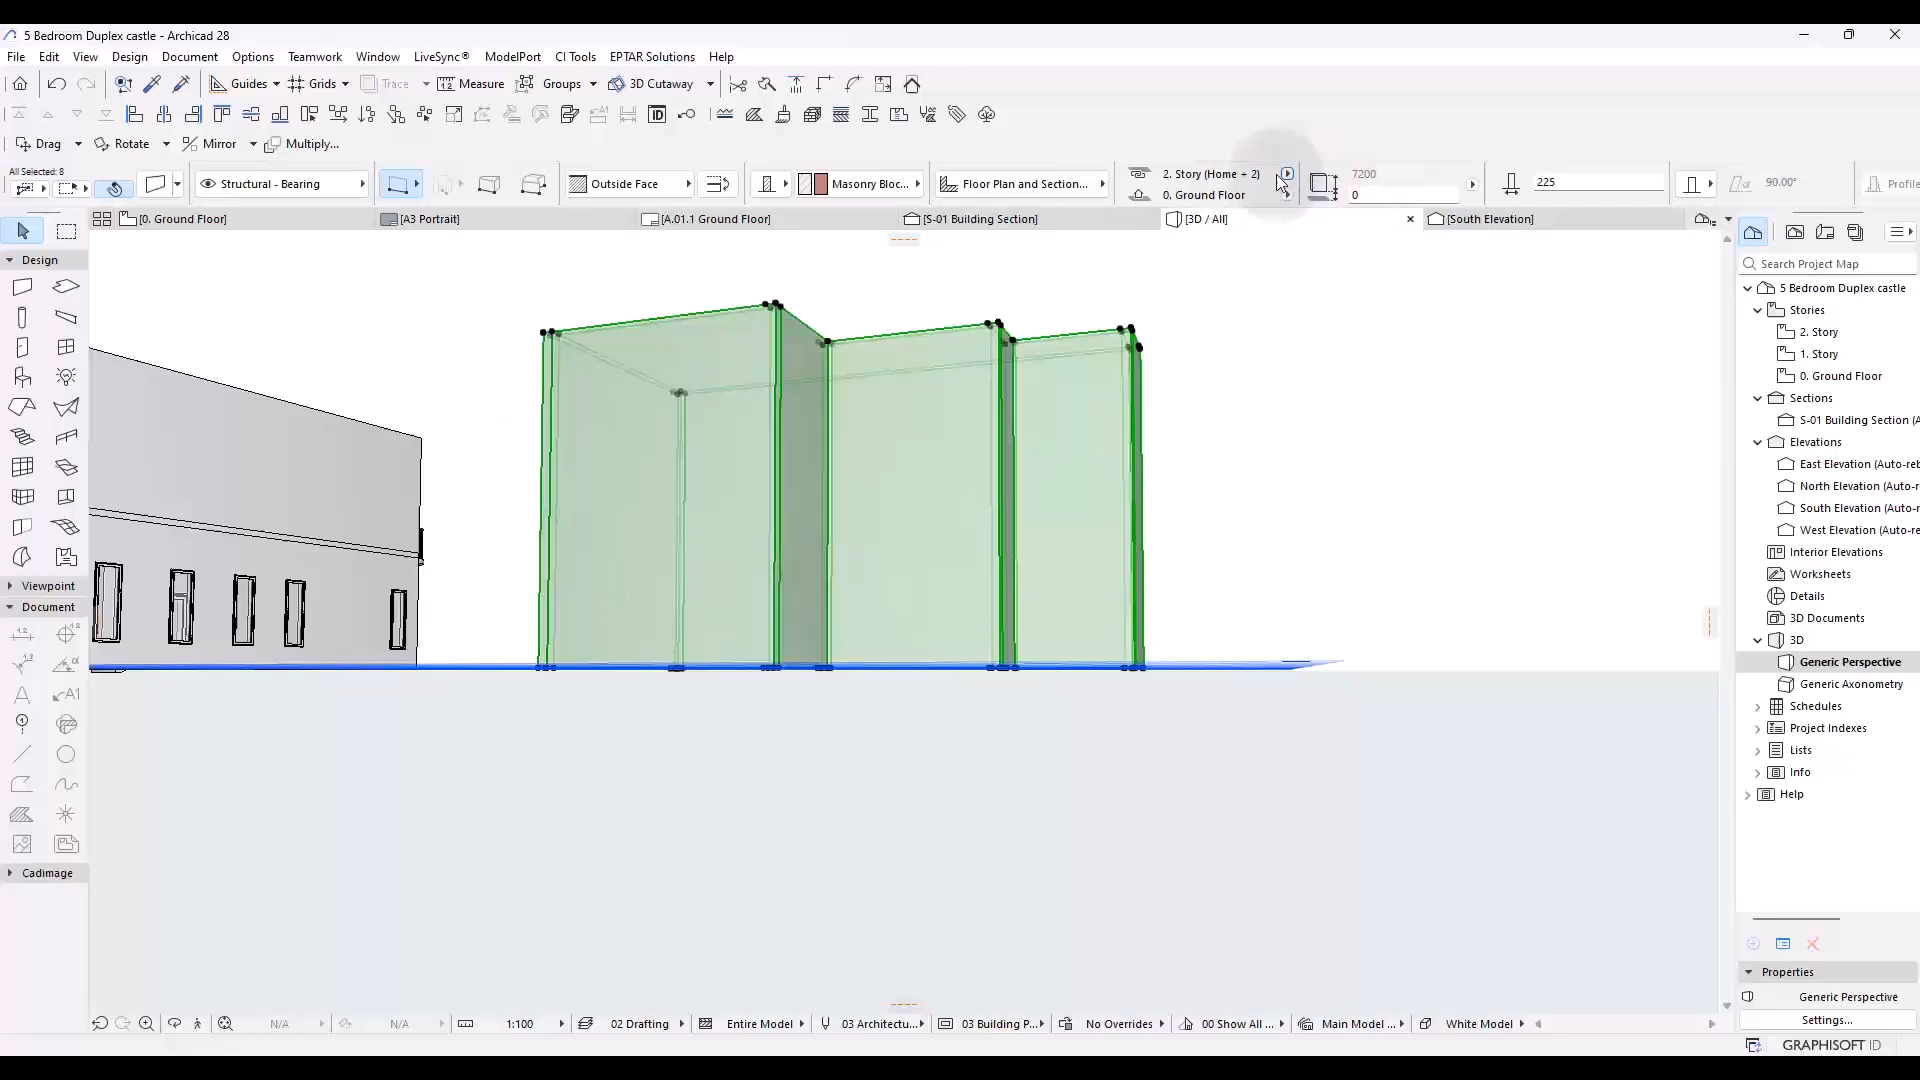 5 Bedroom Duplex castle - Archicad 28
File Edit View Design Document Options Teamwork Window LiveSync® ModelPort CI Tools EPTAR Solutions Help
Guides Grids Trace Measure Groups 3D Cutaway
Drag Rotate Mirror Multiply...
All Selected: 8
Structural - Bearing
Outside Face
Masonry Bloc...
Floor Plan and Section...
2. Story (Home + 2)
0. Ground Floor
7200
0
225
90.00°
Profile
[0. Ground Floor]
[A3 Portrait]
[A.01.1 Ground Floor]
[S-01 Building Section]
[3D / All]
[South Elevation]
Design
Viewpoint
Document
Cadimage
Search Project Map
5 Bedroom Duplex castle
Stories
2. Story
1. Story
0. Ground Floor
Sections
S-01 Building Section (A
Elevations
East Elevation (Auto-reb
North Elevation (Auto-r
South Elevation (Auto-r
West Elevation (Auto-re
Interior Elevations
Worksheets
Details
3D Documents
3D
Generic Perspective
Generic Axonometry
Schedules
Project Indexes
Lists
Info
Help
Properties
Generic Perspective
Settings...
N/A
N/A
1:100
02 Drafting
Entire Model
03 Architectu...
03 Building P...
No Overrides
00 Show All ...
Main Model ...
White Model
GRAPHISOFT ID